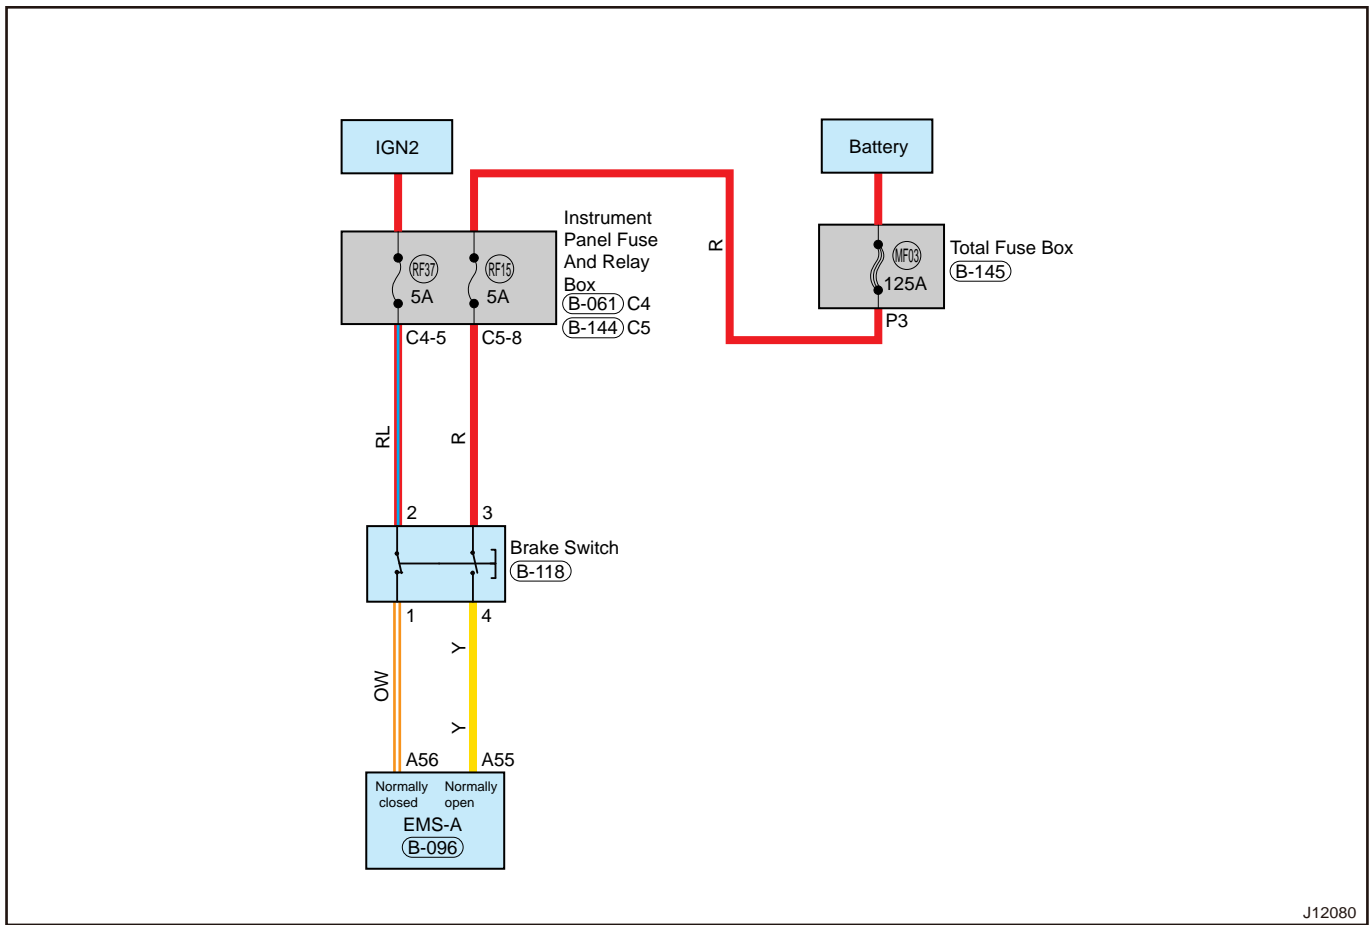 IGN2
Battery
RF37
5A
RF15
5A
Instrument
Panel Fuse
And Relay
Box
B-061 C4
B-144 C5
R
MF03
125A
Total Fuse Box
B-145
P3
C4-5
C5-8
RL
R
2
3
Brake Switch
B-118
1
4
OW
Y
Y
A56
A55
Normally
closed
Normally
open
EMS-A
B-096
J12080